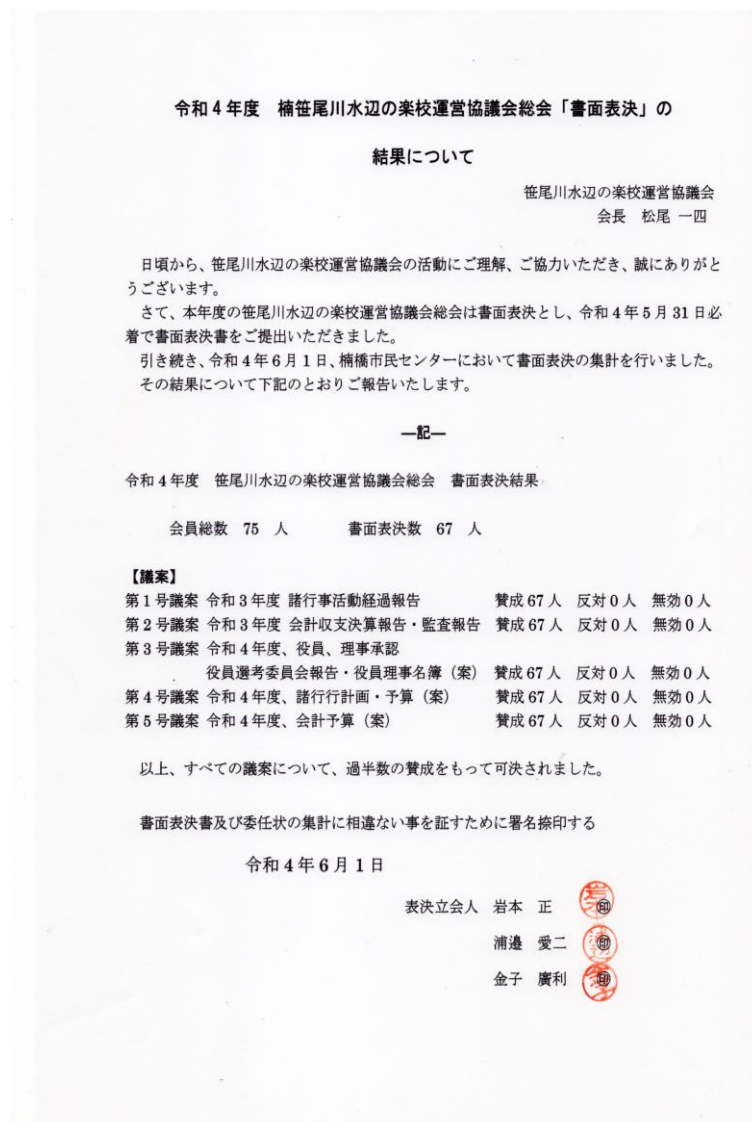 令和4年度　楠笹尾川水辺の楽校運営協議会総会「書面表決」の
結果について
笹尾川水辺の楽校運営協議会
会長　松尾 一四
日頃から、笹尾川水辺の楽校運営協議会の活動にご理解、ご協力いただき、誠にありがと
うございます。
さて、本年度の笹尾川水辺の楽校運営協議会総会は書面表決とし、令和4年5月31日必
着で書面表決書をご提出いただきました。
引き続き、令和4年6月1日、楠橋市民センターにおいて書面表決の集計を行いました。
その結果について下記のとおりご報告いたします。
―記―
令和4年度　笹尾川水辺の楽校運営協議会総会　書面表決結果
会員総数　75　人　　　書面表決数　67　人
【議案】
第1号議案 令和3年度 諸行事活動経過報告　賛成67人　反対0人　無効0人
第2号議案 令和3年度 会計収支決算報告・監査報告　賛成67人　反対0人　無効0人
第3号議案 令和4年度、役員、理事承認
役員選考委員会報告・役員理事名簿（案）　賛成67人　反対0人　無効0人
第4号議案 令和4年度、諸行行計画・予算（案）　賛成67人　反対0人　無効0人
第5号議案 令和4年度、会計予算（案）　賛成67人　反対0人　無効0人
以上、すべての議案について、過半数の賛成をもって可決されました。
書面表決書及び委任状の集計に相違ない事を証すために署名捺印する
令和4年6月1日
表決立会人　岩本　正　㊞
浦邉　愛二　㊞
金子　廣利　㊞